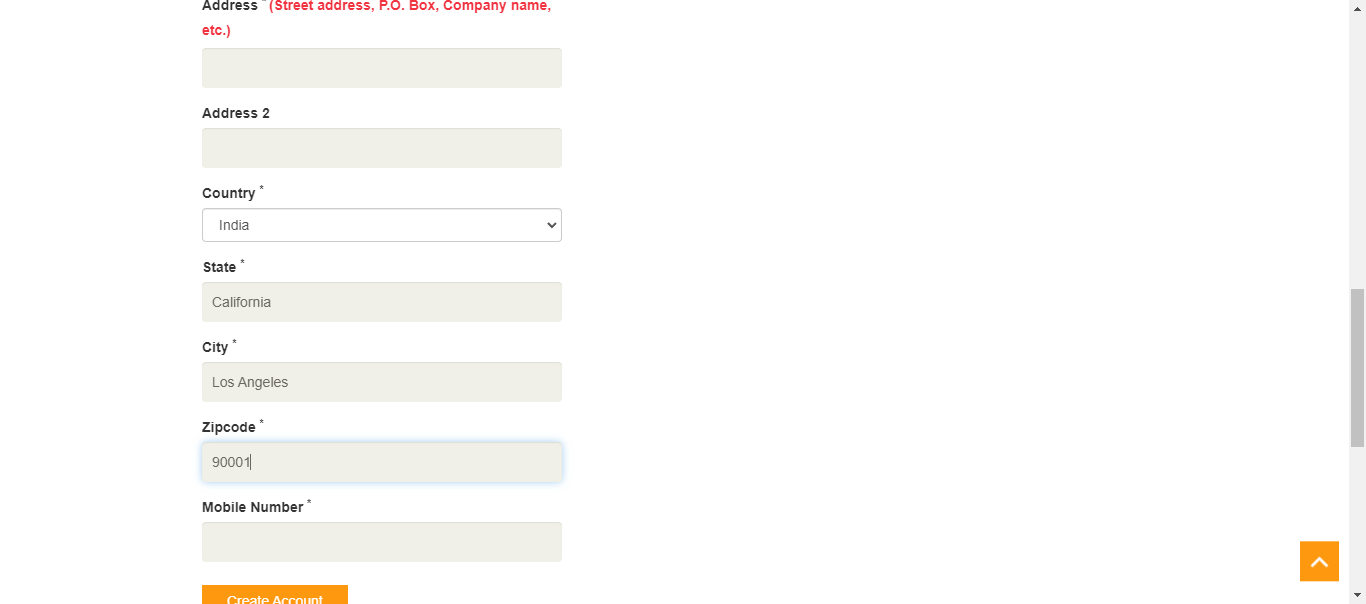 Address * (Street address, P.O. Box, Company name,
etc.)
Address 2
Country *
India
State *
California
City *
Los Angeles
Zipcode *
90001
Mobile Number *
Create Account